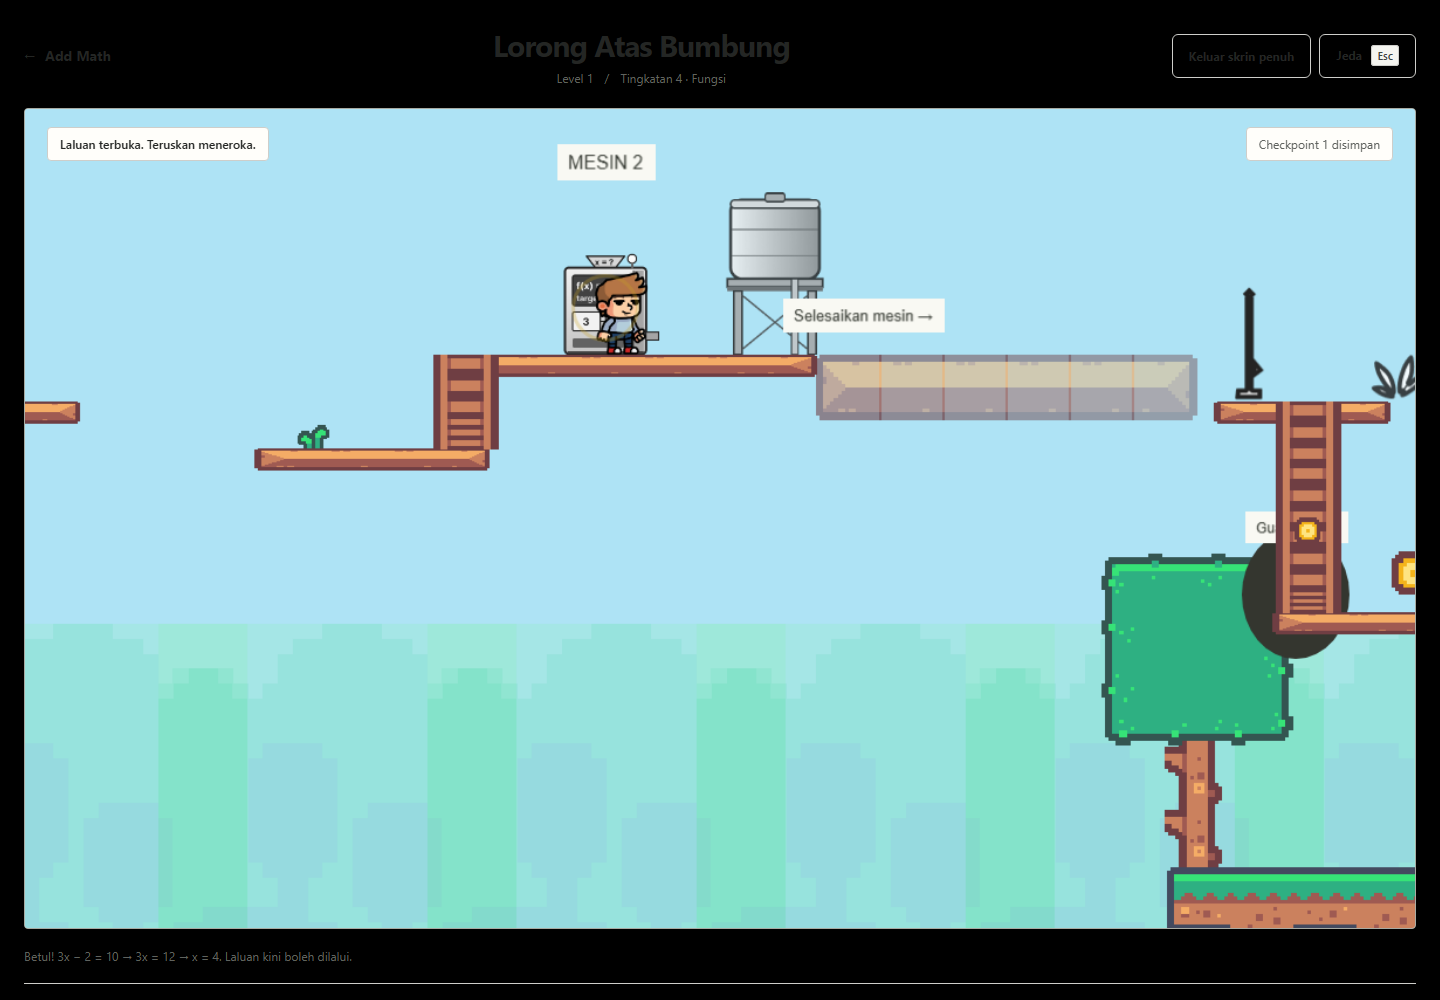 ← Add Math
Lorong Atas Bumbung
Level 1 / Tingkatan 4 · Fungsi
Keluar skrin penuh
Jeda Esc
Laluan terbuka. Teruskan meneroka.
Checkpoint 1 disimpan
MESIN 2
x = ?
f(x)
3
Selesaikan mesin →
Betul! 3x − 2 = 10 → 3x = 12 → x = 4. Laluan kini boleh dilalui.